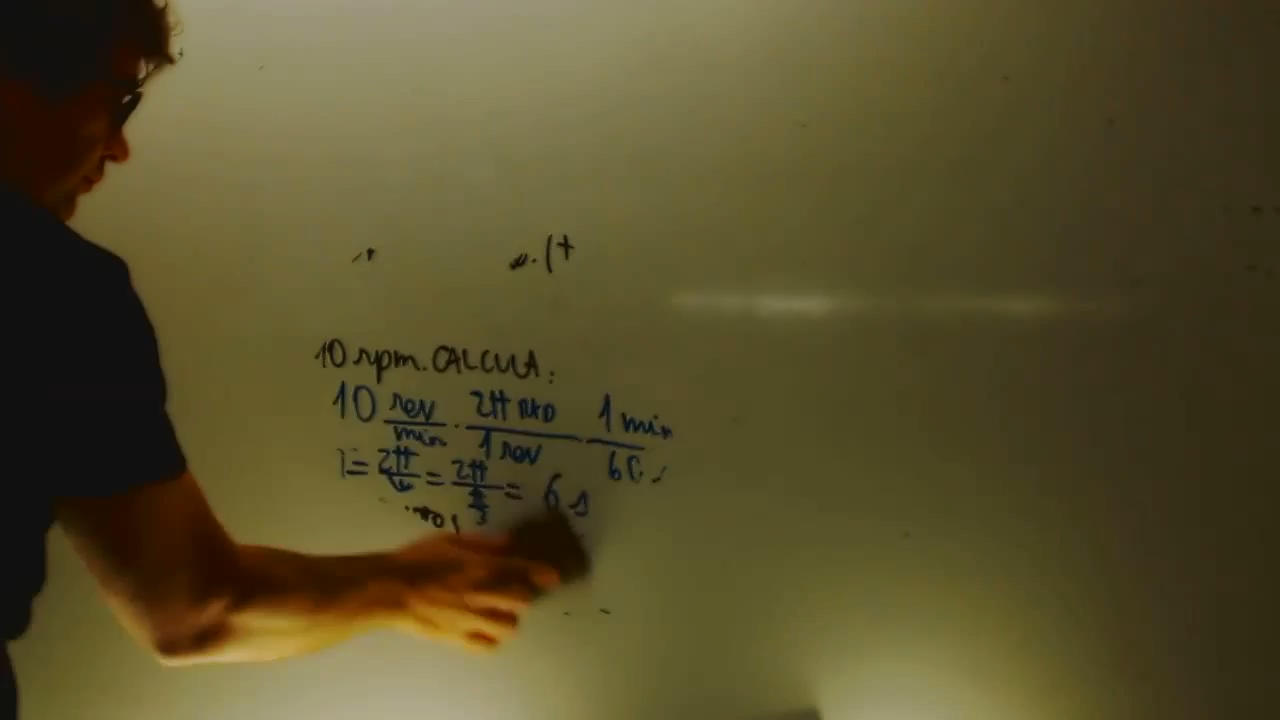 10 rpm. CALCULA:
10 rev/min · 2π RAD/1 rev · 1 min/60 s
= 2π/ω = 2π/(π/3) = 6 s